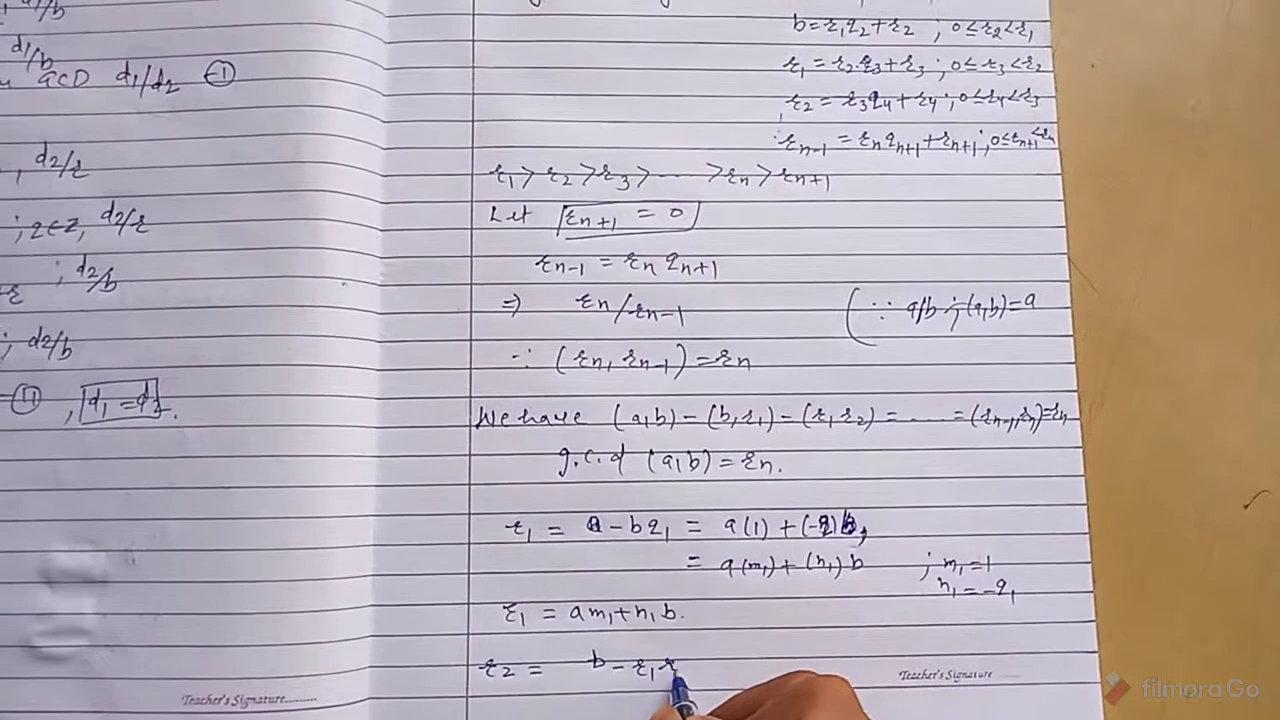 d1/b
GCD d1/d2 (I)
, d2/r
; q∈Z, d2/r
; d2/b
; d2/b
(II), d1 = d2.
Teacher's Signature..........
b = r1q2 + r2 ; 0≤r2<r1
r1 = r2q3 + r3 ; 0≤r3<r2
r2 = r3q4 + r4 ; 0≤r4<r3
rn-1 = rn qn+1 + rn+1 ; 0≤rn+1<rn
r1 > r2 > r3 > ..... > rn > rn+1
Let rn+1 = 0
rn-1 = rn qn+1
⇒ rn/rn-1 (∵ a/b ; (a,b)=a
∴ (rn, rn-1) = rn
We have (a,b) = (b,r1) = (r1,r2) = ..... = (rn-1,rn)=rn
g.c.d (a,b) = rn.
r1 = a - bq1 = a(1) + (-q)b,
= a(m1) + (n1)b ; m1 = 1
n1 = -q1
r1 = am1 + n1b.
r2 = b - r1
Teacher's Signature
filmora Go